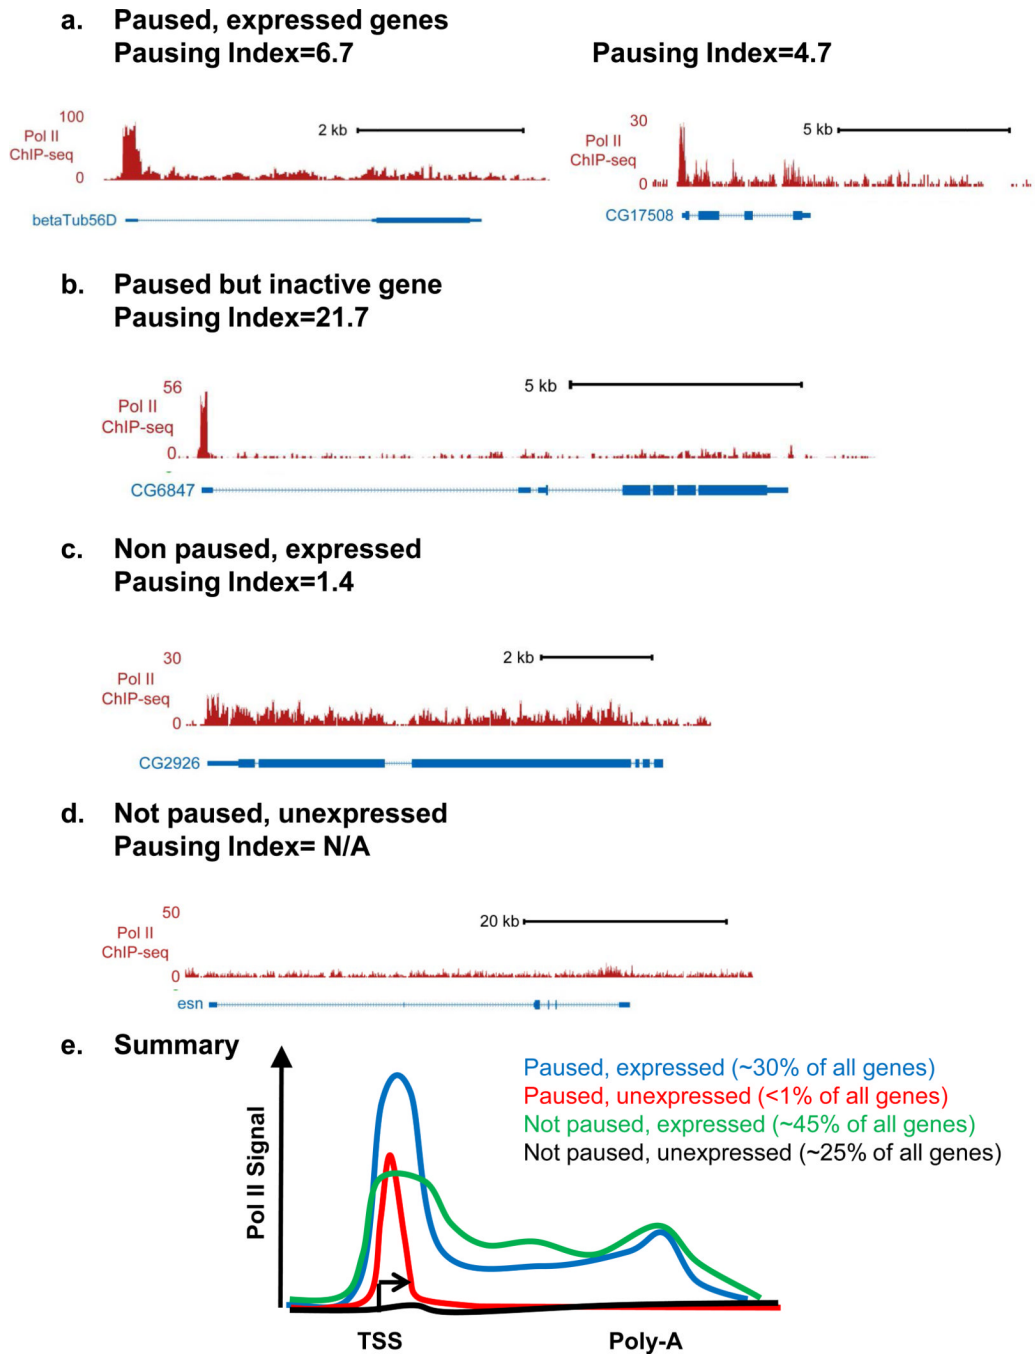 a. Paused, expressed genes
Pausing Index=6.7
Pausing Index=4.7
100
Pol II
ChIP-seq
0
2 kb
betaTub56D
30
Pol II
ChIP-seq
0
5 kb
CG17508
b. Paused but inactive gene
Pausing Index=21.7
56
Pol II
ChIP-seq
0
5 kb
CG6847
c. Non paused, expressed
Pausing Index=1.4
30
Pol II
ChIP-seq
0
2 kb
CG2926
d. Not paused, unexpressed
Pausing Index= N/A
50
Pol II
ChIP-seq
0
20 kb
esn
e. Summary
Paused, expressed (~30% of all genes)
Paused, unexpressed (<1% of all genes)
Not paused, expressed (~45% of all genes)
Not paused, unexpressed (~25% of all genes)
Pol II Signal
TSS
Poly-A